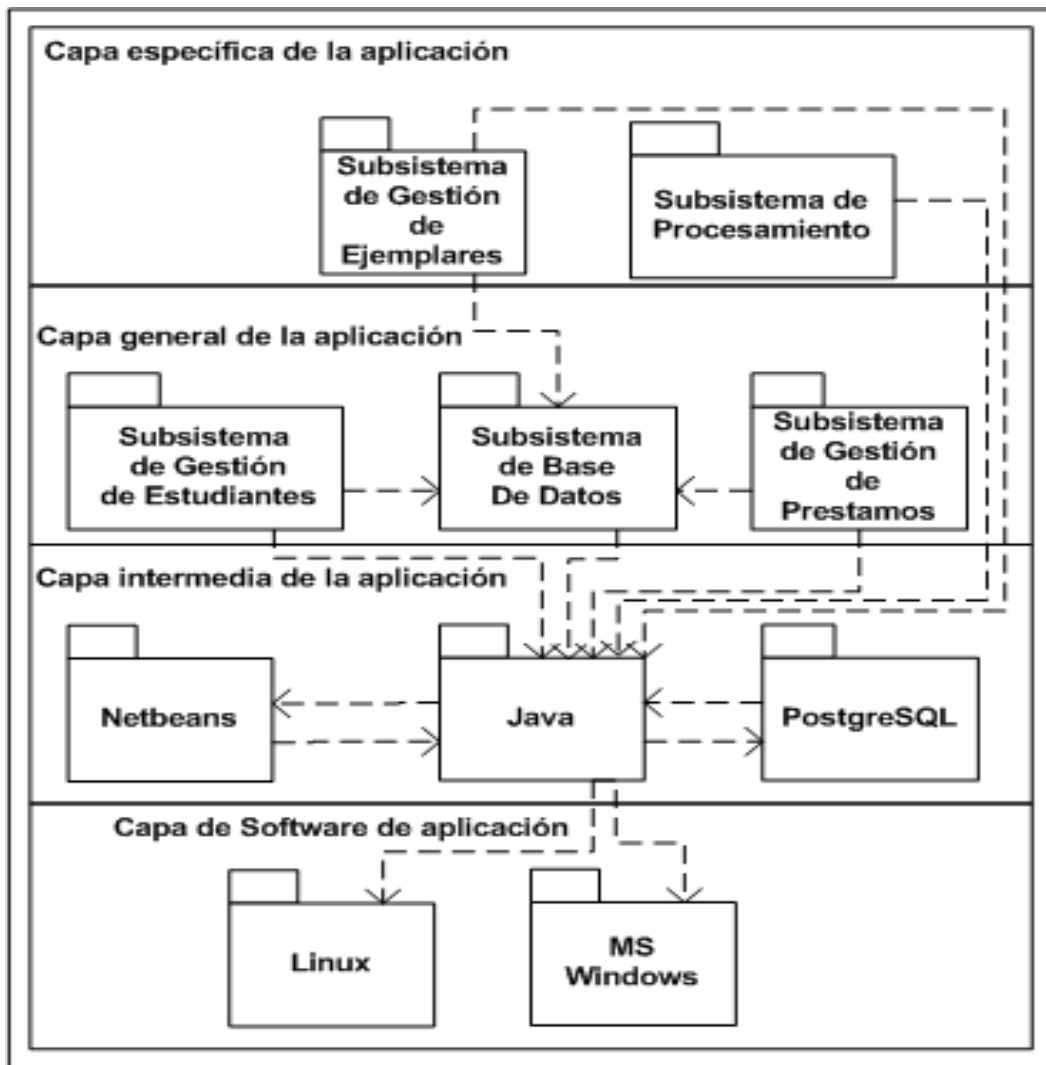 Capa específica de la aplicación
Subsistema
de Gestión
de
Ejemplares
Subsistema de
Procesamiento
Capa general de la aplicación
Subsistema
de Gestión
de Estudiantes
Subsistema
de Base
De Datos
Subsistema
de Gestión
de
Prestamos
Capa intermedia de la aplicación
Netbeans
Java
PostgreSQL
Capa de Software de aplicación
Linux
MS
Windows